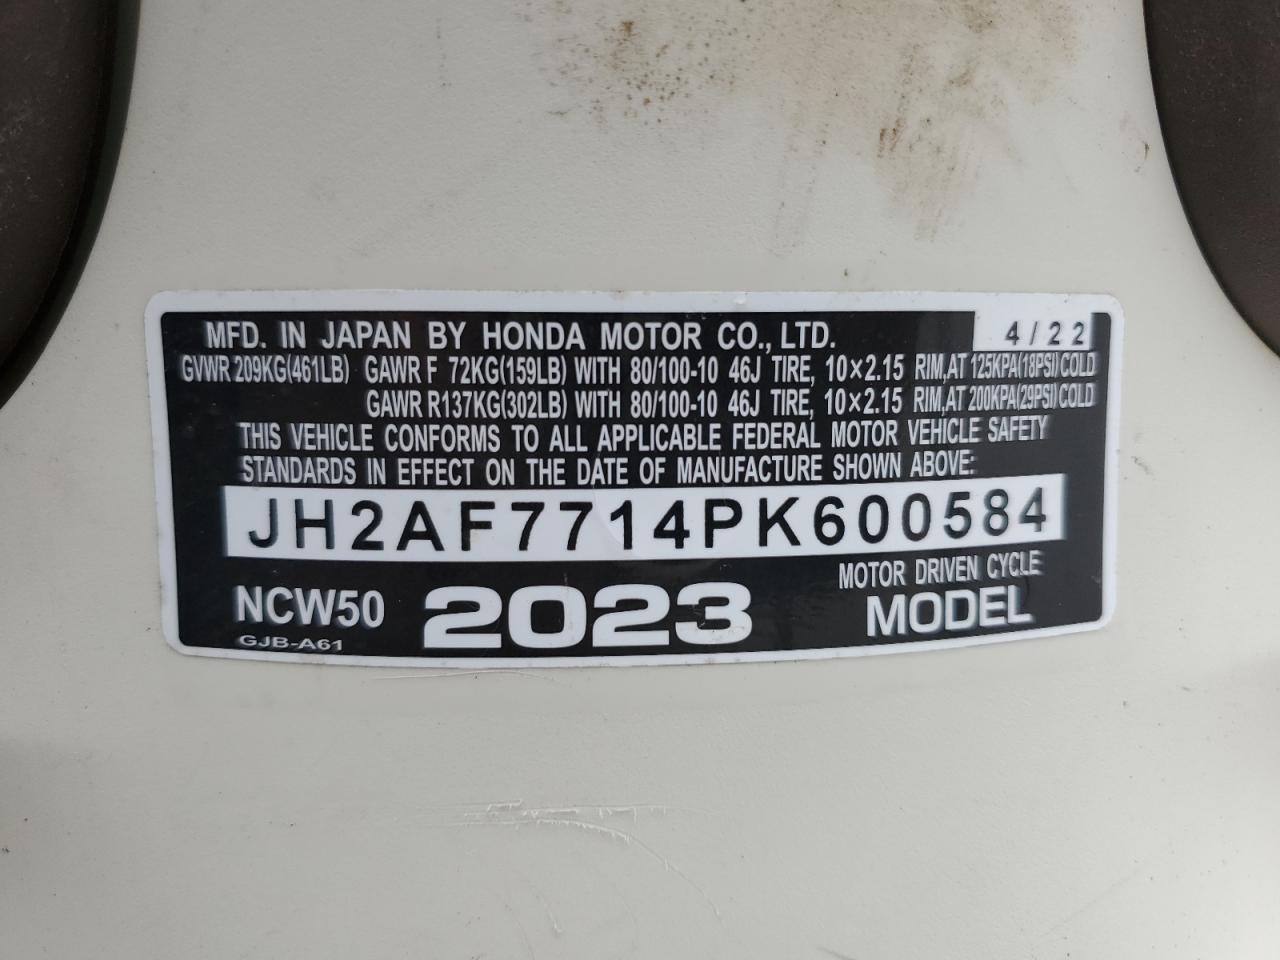 MFD. IN JAPAN BY HONDA MOTOR CO., LTD. 4/22
GVWR 209KG(461LB) GAWR F 72KG(159LB) WITH 80/100-10 46J TIRE, 10×2.15 RIM,AT 125KPA(18PSI)COLD
GAWR R137KG(302LB) WITH 80/100-10 46J TIRE, 10×2.15 RIM,AT 200KPA(29PSI)COLD
THIS VEHICLE CONFORMS TO ALL APPLICABLE FEDERAL MOTOR VEHICLE SAFETY
STANDARDS IN EFFECT ON THE DATE OF MANUFACTURE SHOWN ABOVE:
JH2AF7714PK600584
MOTOR DRIVEN CYCLE
NCW50 2023 MODEL
GJB-A61